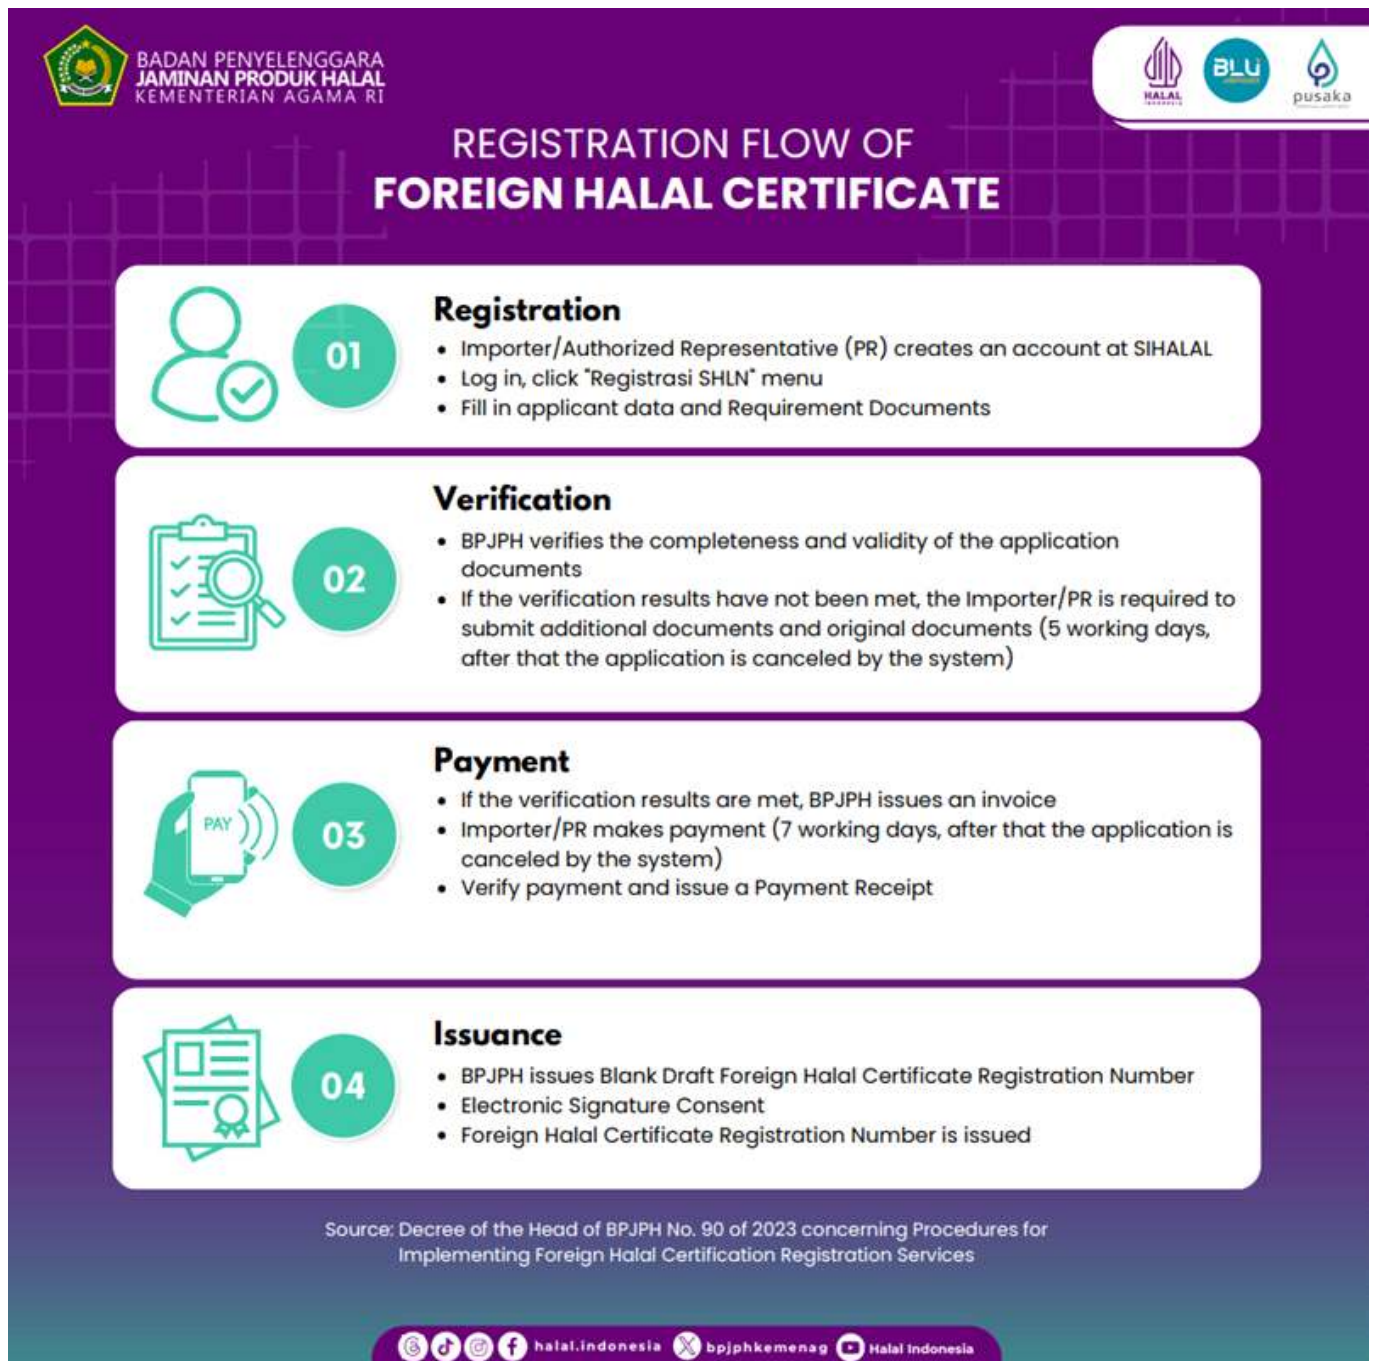 BADAN PENYELENGGARA
JAMINAN PRODUK HALAL
KEMENTERIAN AGAMA RI
HALAL
INDONESIA
BLU
pusaka
REGISTRATION FLOW OF
FOREIGN HALAL CERTIFICATE
01
Registration
• Importer/Authorized Representative (PR) creates an account at SIHALAL
• Log in, click "Registrasi SHLN" menu
• Fill in applicant data and Requirement Documents
02
Verification
• BPJPH verifies the completeness and validity of the application
documents
• If the verification results have not been met, the Importer/PR is required to
submit additional documents and original documents (5 working days,
after that the application is canceled by the system)
PAY
03
Payment
• If the verification results are met, BPJPH issues an invoice
• Importer/PR makes payment (7 working days, after that the application is
canceled by the system)
• Verify payment and issue a Payment Receipt
04
Issuance
• BPJPH issues Blank Draft Foreign Halal Certificate Registration Number
• Electronic Signature Consent
• Foreign Halal Certificate Registration Number is issued
Source: Decree of the Head of BPJPH No. 90 of 2023 concerning Procedures for
Implementing Foreign Halal Certification Registration Services
halal.indonesia bpjphkemenag Halal Indonesia